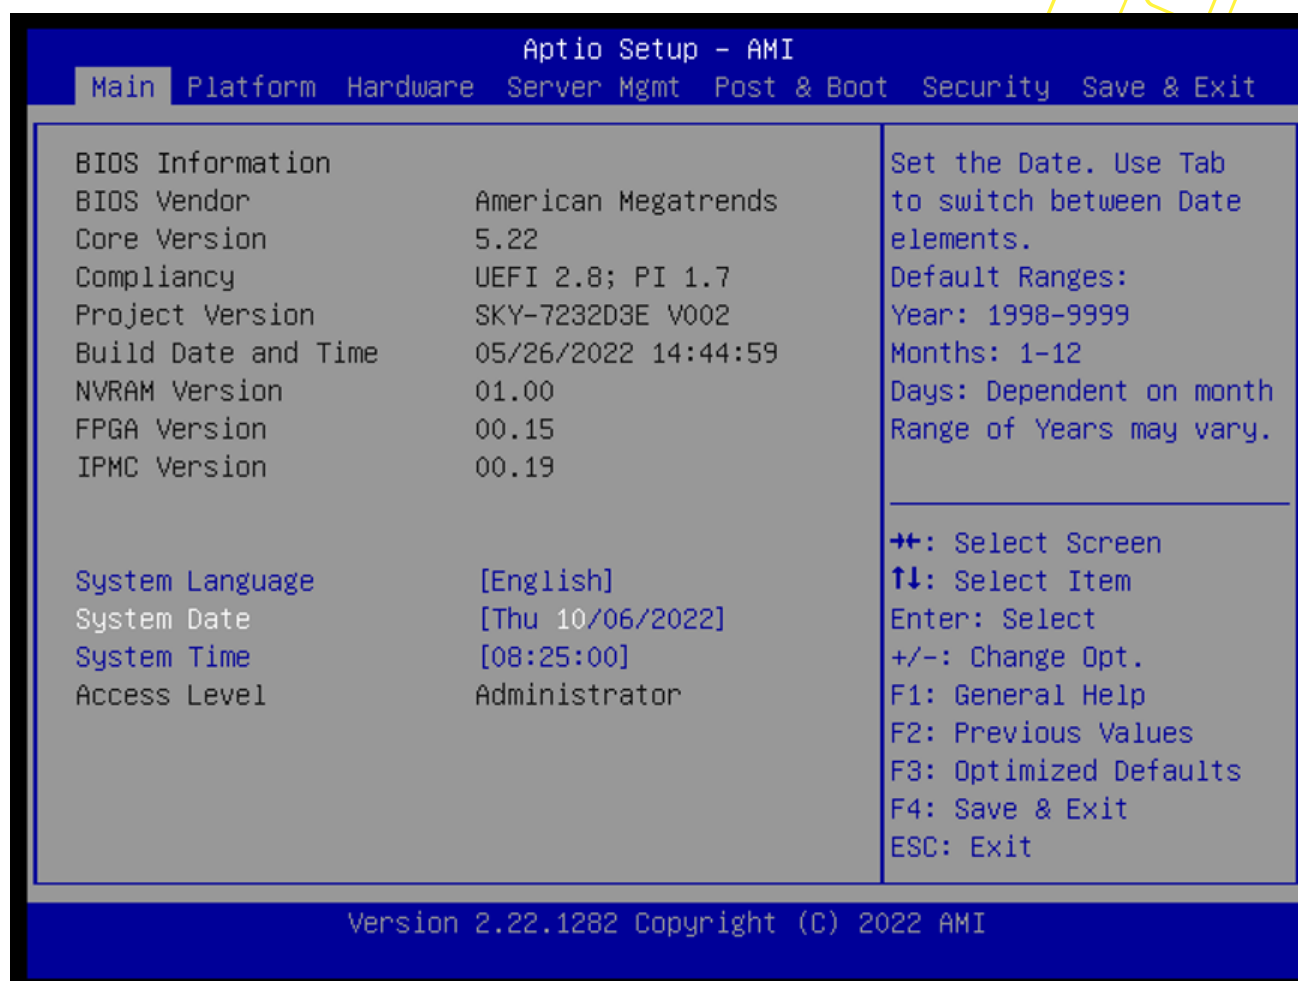 Aptio Setup – AMI
Main Platform Hardware Server Mgmt Post & Boot Security Save & Exit
BIOS Information
BIOS Vendor American Megatrends
Core Version 5.22
Compliancy UEFI 2.8; PI 1.7
Project Version SKY-7232D3E V002
Build Date and Time 05/26/2022 14:44:59
NVRAM Version 01.00
FPGA Version 00.15
IPMC Version 00.19
System Language [English]
System Date [Thu 10/06/2022]
System Time [08:25:00]
Access Level Administrator
Set the Date. Use Tab
to switch between Date
elements.
Default Ranges:
Year: 1998-9999
Months: 1-12
Days: Dependent on month
Range of Years may vary.
→←: Select Screen
↑↓: Select Item
Enter: Select
+/-: Change Opt.
F1: General Help
F2: Previous Values
F3: Optimized Defaults
F4: Save & Exit
ESC: Exit
Version 2.22.1282 Copyright (C) 2022 AMI